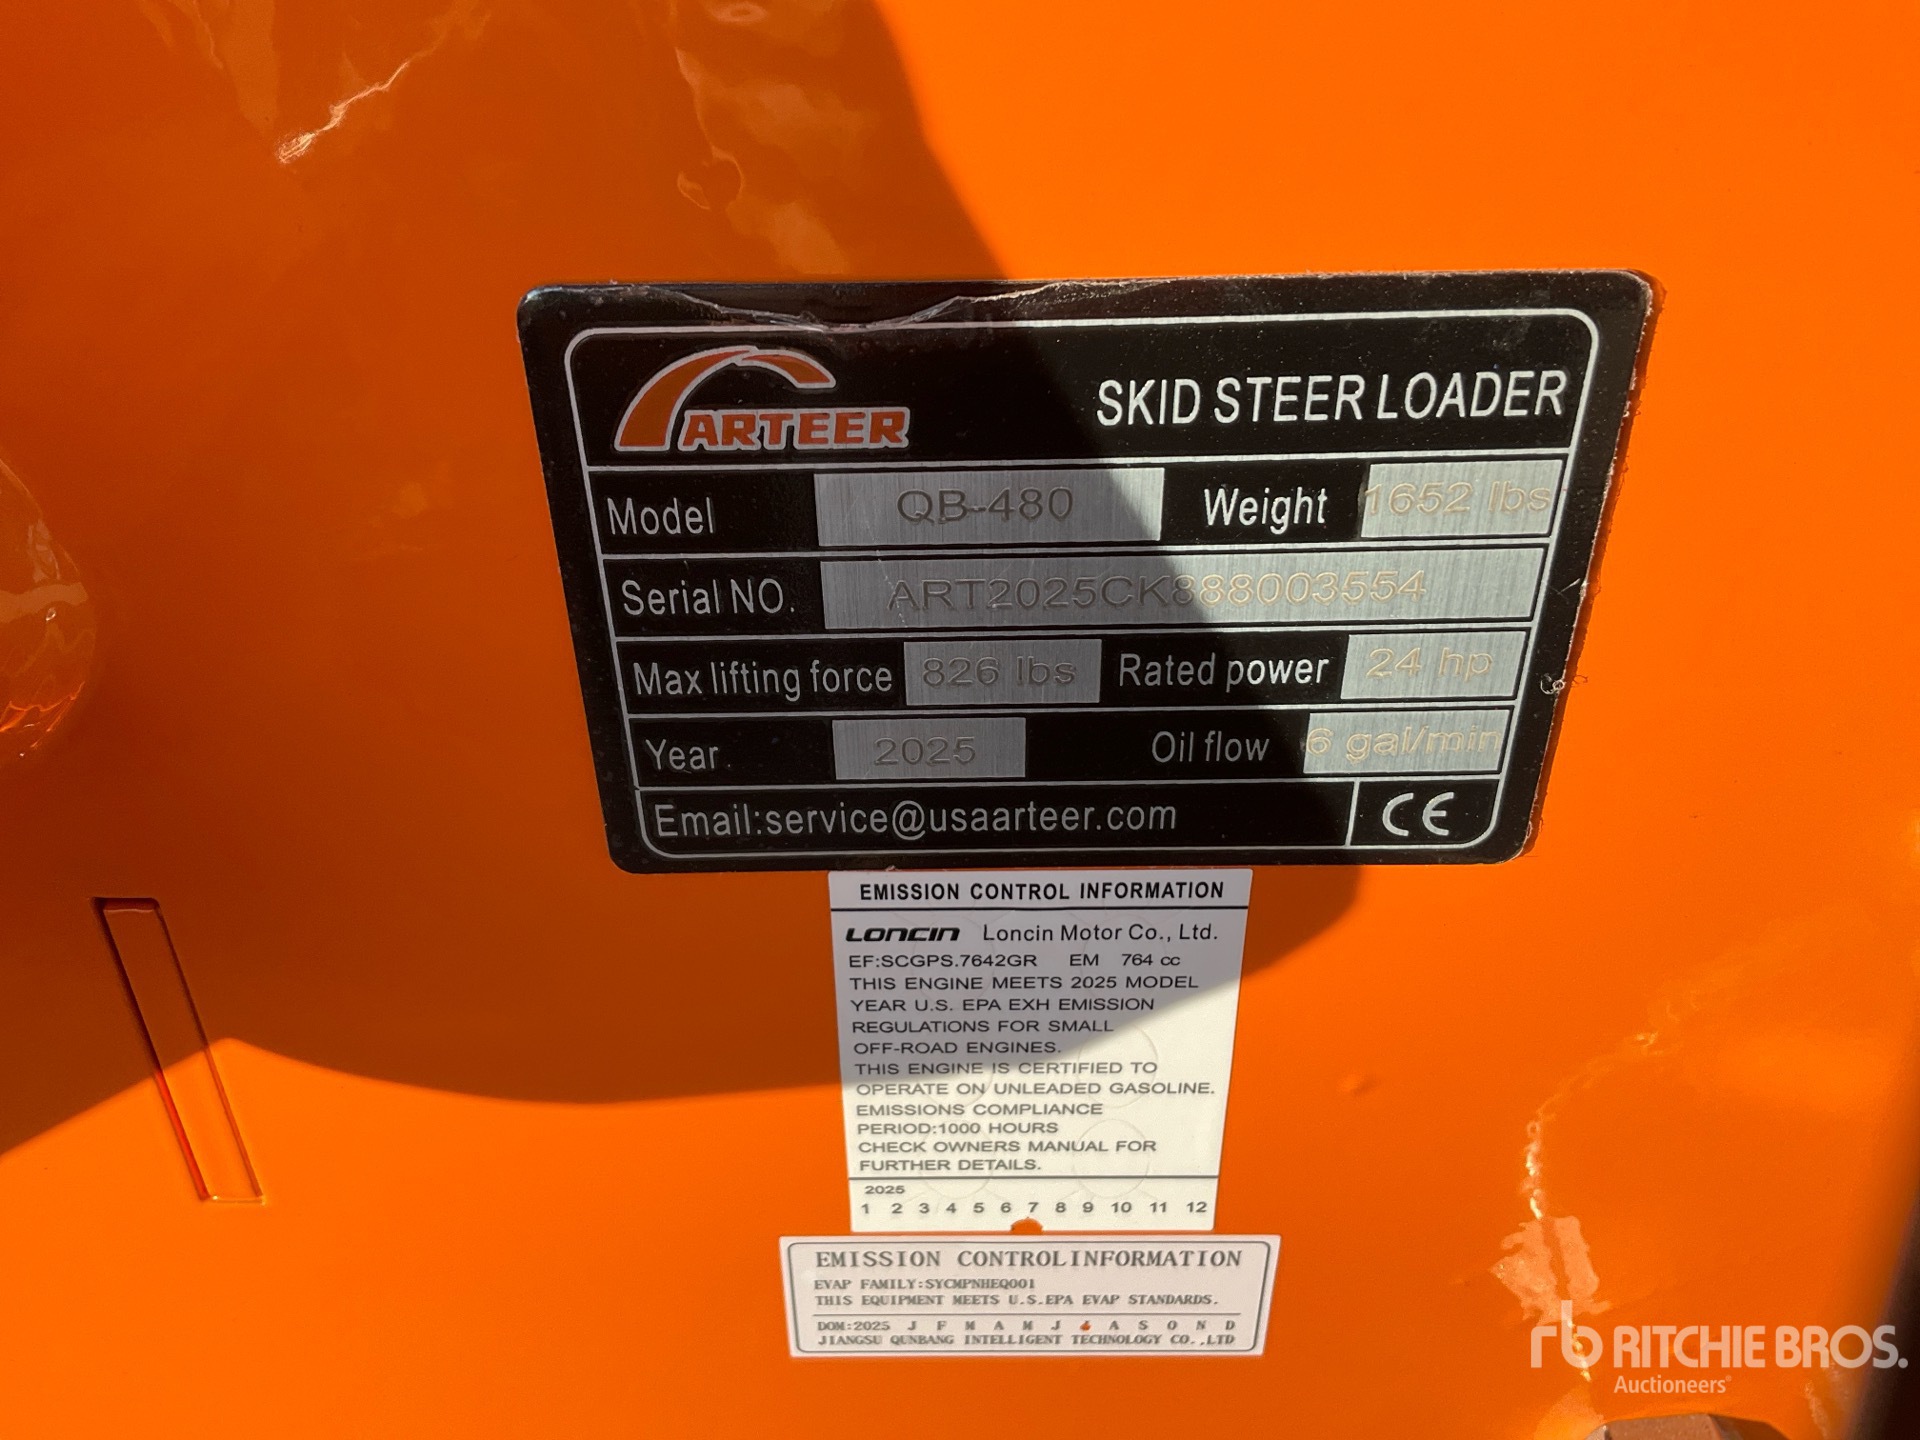 ARTEER
SKID STEER LOADER
Model QB-480 Weight 1652 lbs
Serial NO. ART2025CK888003554
Max lifting force 826 lbs Rated power 24 hp
Year 2025 Oil flow 6 gal/min
Email:service@usaarteer.com CE
EMISSION CONTROL INFORMATION
LONCIN Loncin Motor Co., Ltd.
EF:SCGPS.7642GR EM 764 cc
THIS ENGINE MEETS 2025 MODEL
YEAR U.S. EPA EXH EMISSION
REGULATIONS FOR SMALL
OFF-ROAD ENGINES.
THIS ENGINE IS CERTIFIED TO
OPERATE ON UNLEADED GASOLINE.
EMISSIONS COMPLIANCE
PERIOD:1000 HOURS
CHECK OWNERS MANUAL FOR
FURTHER DETAILS.
2025
1 2 3 4 5 6 7 8 9 10 11 12
EMISSION CONTROLINFORMATION
EVAP FAMILY:SYCMPNHEQ001
THIS EQUIPMENT MEETS U.S.EPA EVAP STANDARDS.
DOM:2025 J F M A M J A S O N D
JIANGSU QUNBANG INTELLIGENT TECHNOLOGY CO.,LTD
rb RITCHIE BROS.
Auctioneers